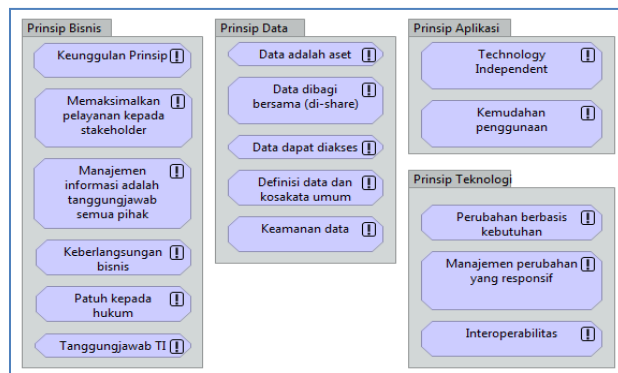 Prinsip Bisnis
Keunggulan Prinsip
Memaksimalkan
pelayanan kepada
stakeholder
Manajemen
informasi adalah
tanggungjawab
semua pihak
Keberlangsungan
bisnis
Patuh kepada
hukum
Tanggungjawab TI
Prinsip Data
Data adalah aset
Data dibagi
bersama (di-share)
Data dapat diakses
Definisi data dan
kosakata umum
Keamanan data
Prinsip Aplikasi
Technology
Independent
Kemudahan
penggunaan
Prinsip Teknologi
Perubahan berbasis
kebutuhan
Manajemen perubahan
yang responsif
Interoperabilitas